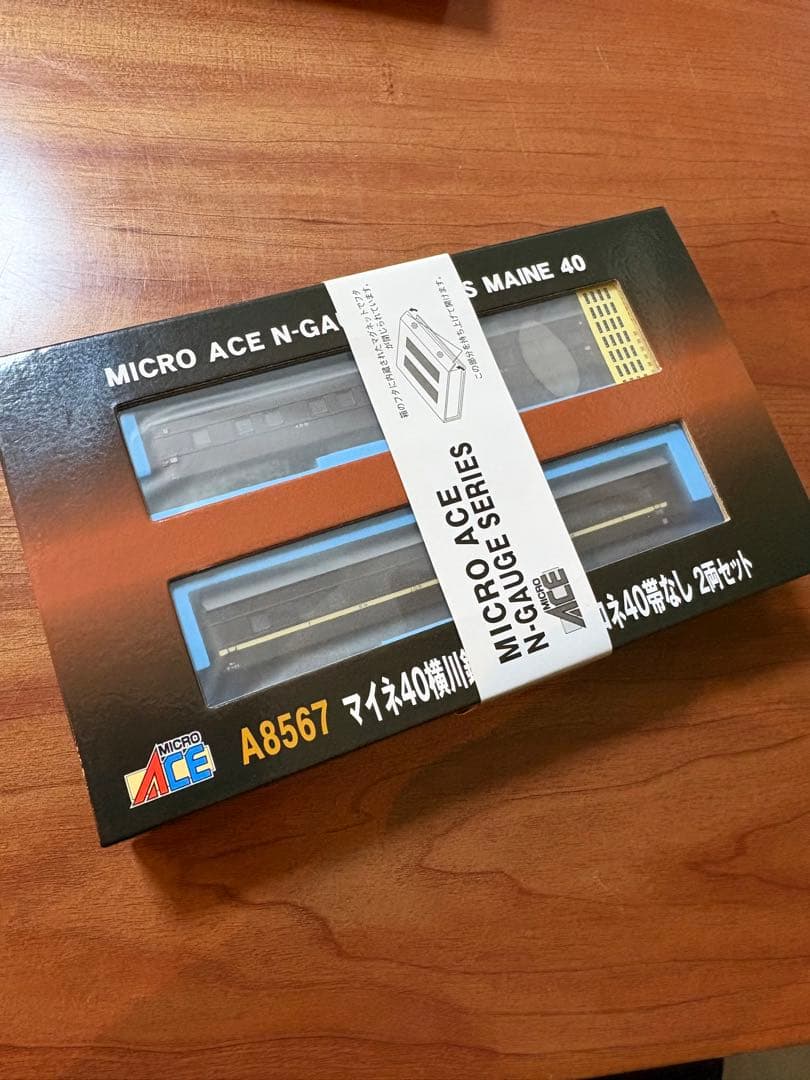 MICRO ACE N-GA
S MAINE 40
箱のフタに内蔵されたマグネットでフタ
が閉じられています。
この部分を持ち上げて開けます。
MICRO ACE
N-GAUGE SERIES
MICRO
ACE
A8567 マイネ40横川
ロネ40帯なし 2両セット
MICRO
ACE